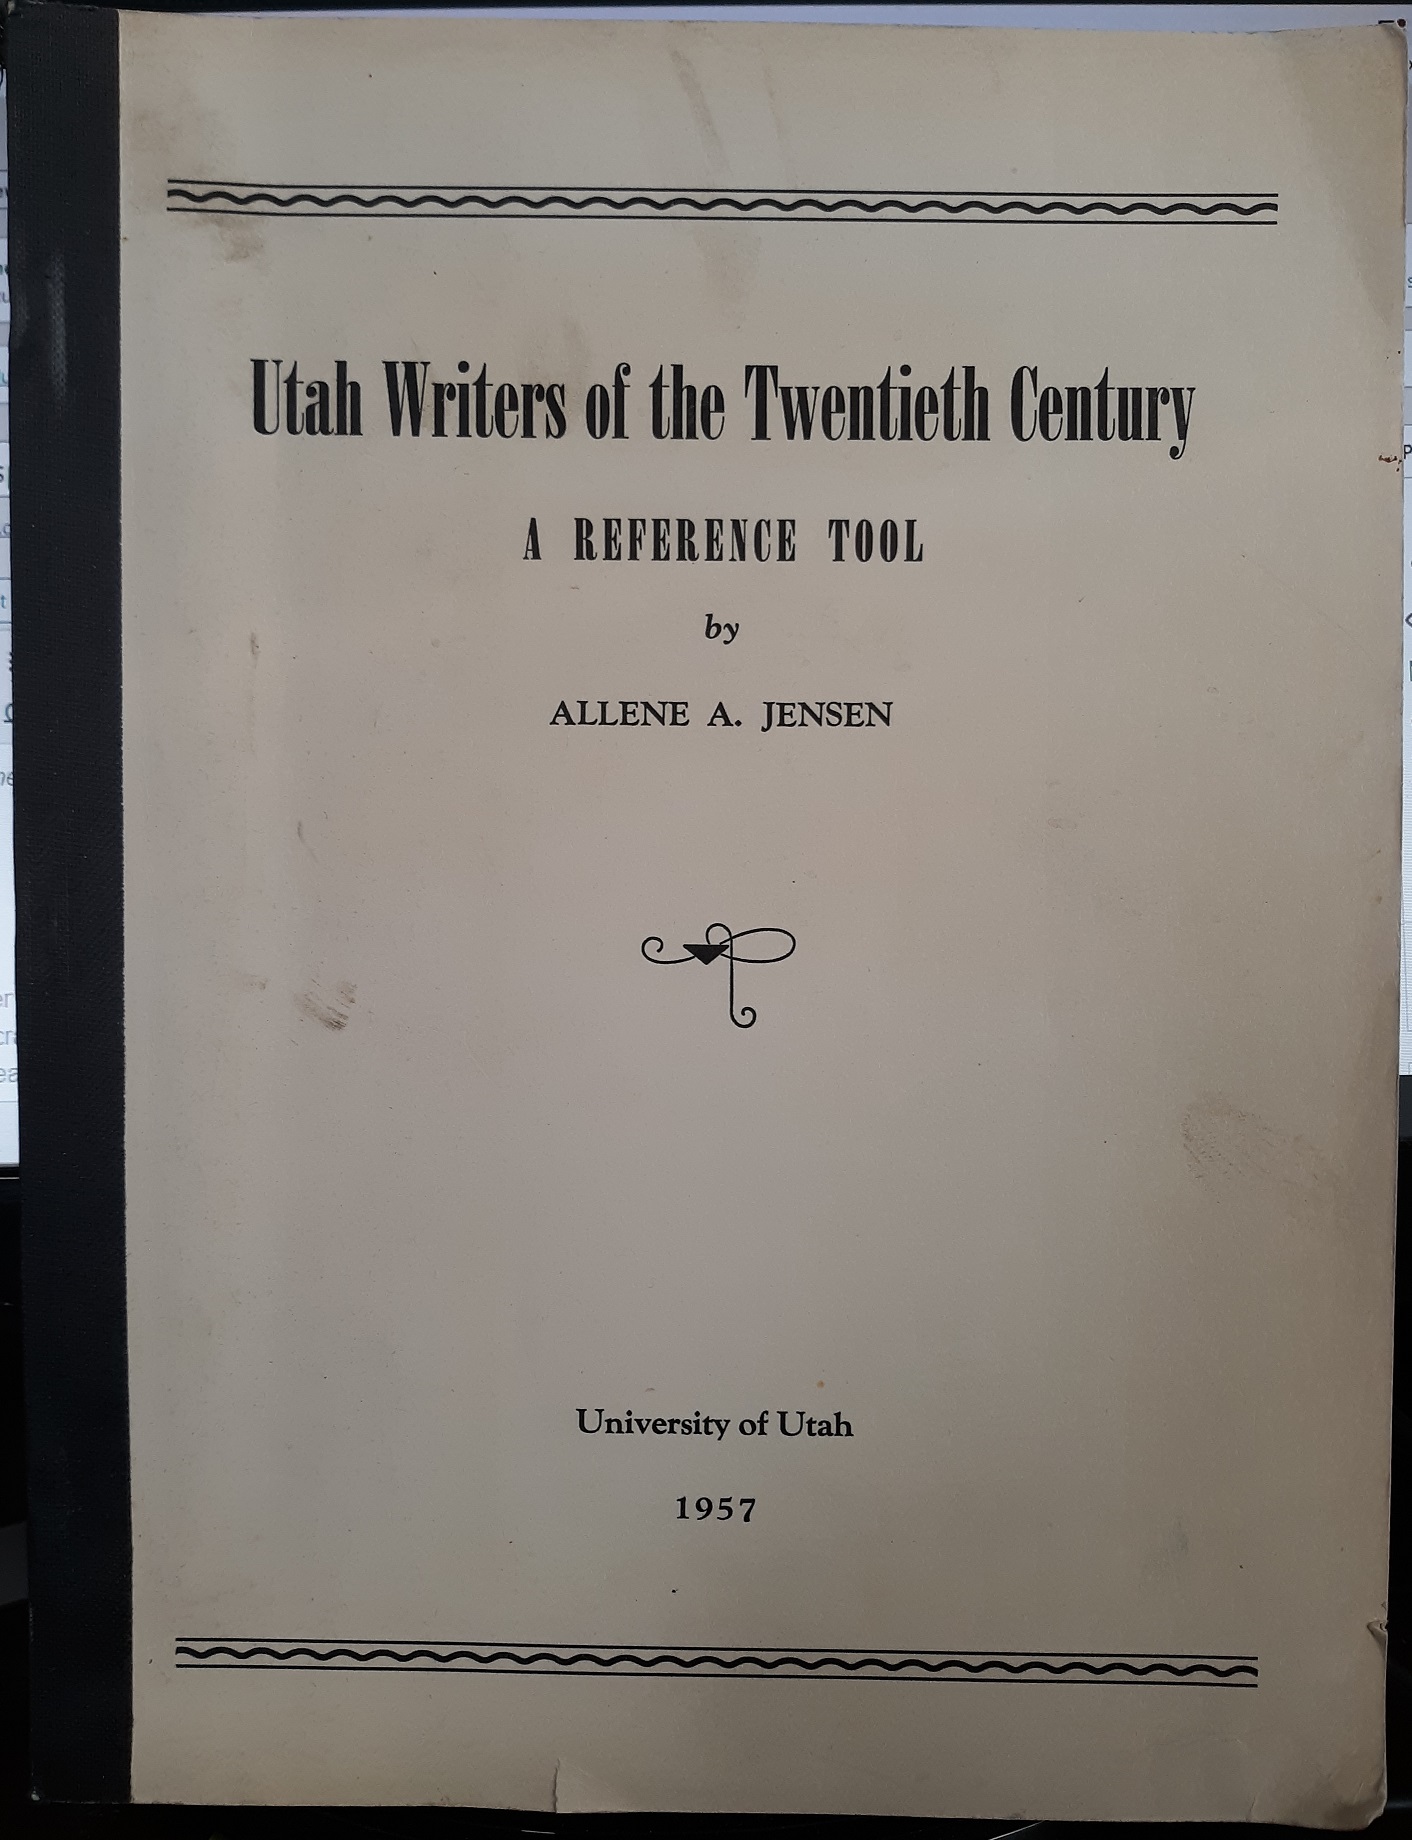 Utah Writers of the Twentieth Century
A REFERENCE TOOL
by
ALLENE A. JENSEN
University of Utah
1957